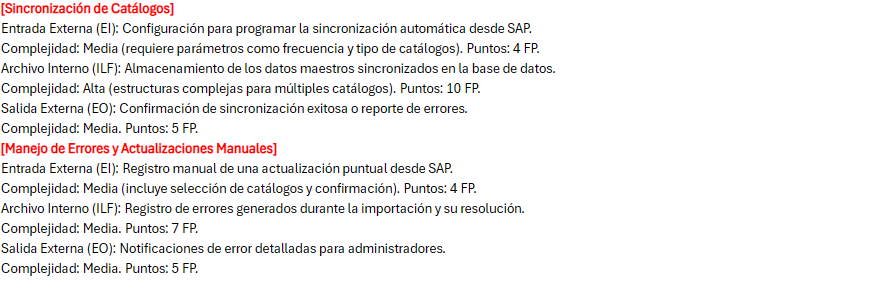 [Sincronización de Catálogos]
Entrada Externa (EI): Configuración para programar la sincronización automática desde SAP.
Complejidad: Media (requiere parámetros como frecuencia y tipo de catálogos). Puntos: 4 FP.
Archivo Interno (ILF): Almacenamiento de los datos maestros sincronizados en la base de datos.
Complejidad: Alta (estructuras complejas para múltiples catálogos). Puntos: 10 FP.
Salida Externa (EO): Confirmación de sincronización exitosa o reporte de errores.
Complejidad: Media. Puntos: 5 FP.
[Manejo de Errores y Actualizaciones Manuales]
Entrada Externa (EI): Registro manual de una actualización puntual desde SAP.
Complejidad: Media (incluye selección de catálogos y confirmación). Puntos: 4 FP.
Archivo Interno (ILF): Registro de errores generados durante la importación y su resolución.
Complejidad: Media. Puntos: 7 FP.
Salida Externa (EO): Notificaciones de error detalladas para administradores.
Complejidad: Media. Puntos: 5 FP.